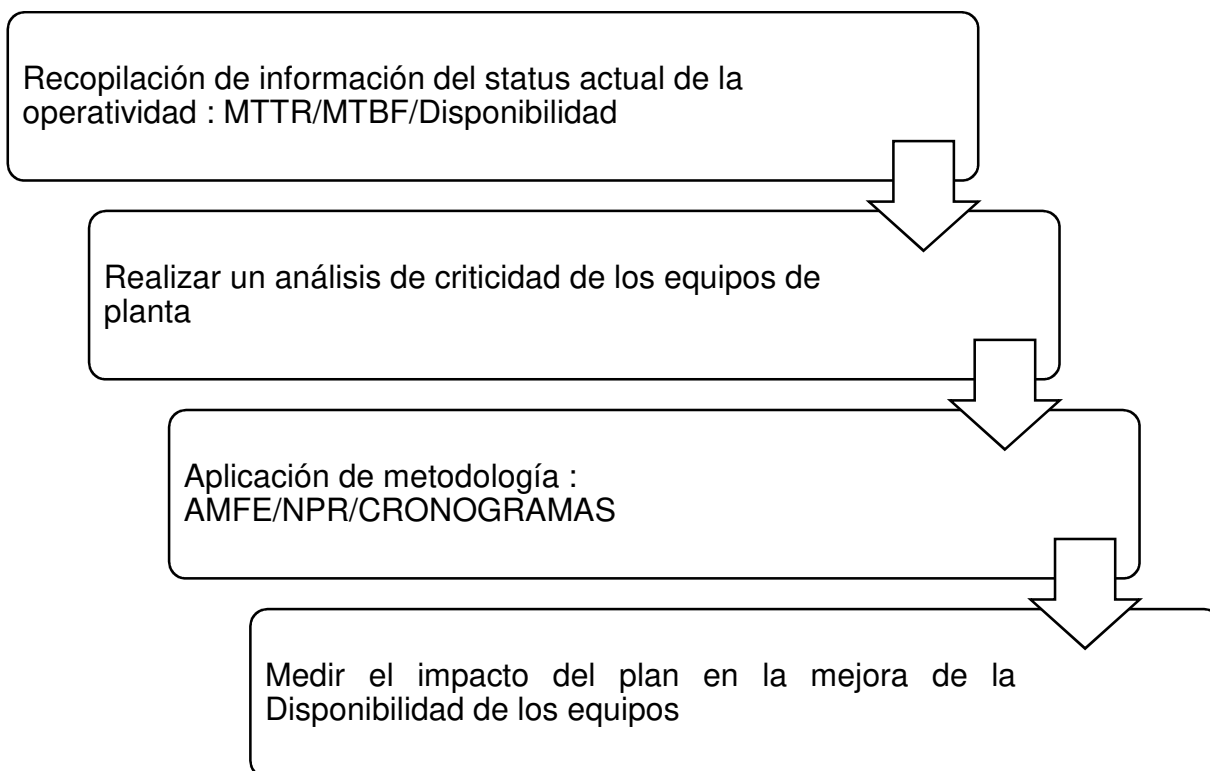 Recopilación de información del status actual de la
operatividad : MTTR/MTBF/Disponibilidad
Realizar un análisis de criticidad de los equipos de
planta
Aplicación de metodología :
AMFE/NPR/CRONOGRAMAS
Medir el impacto del plan en la mejora de la
Disponibilidad de los equipos